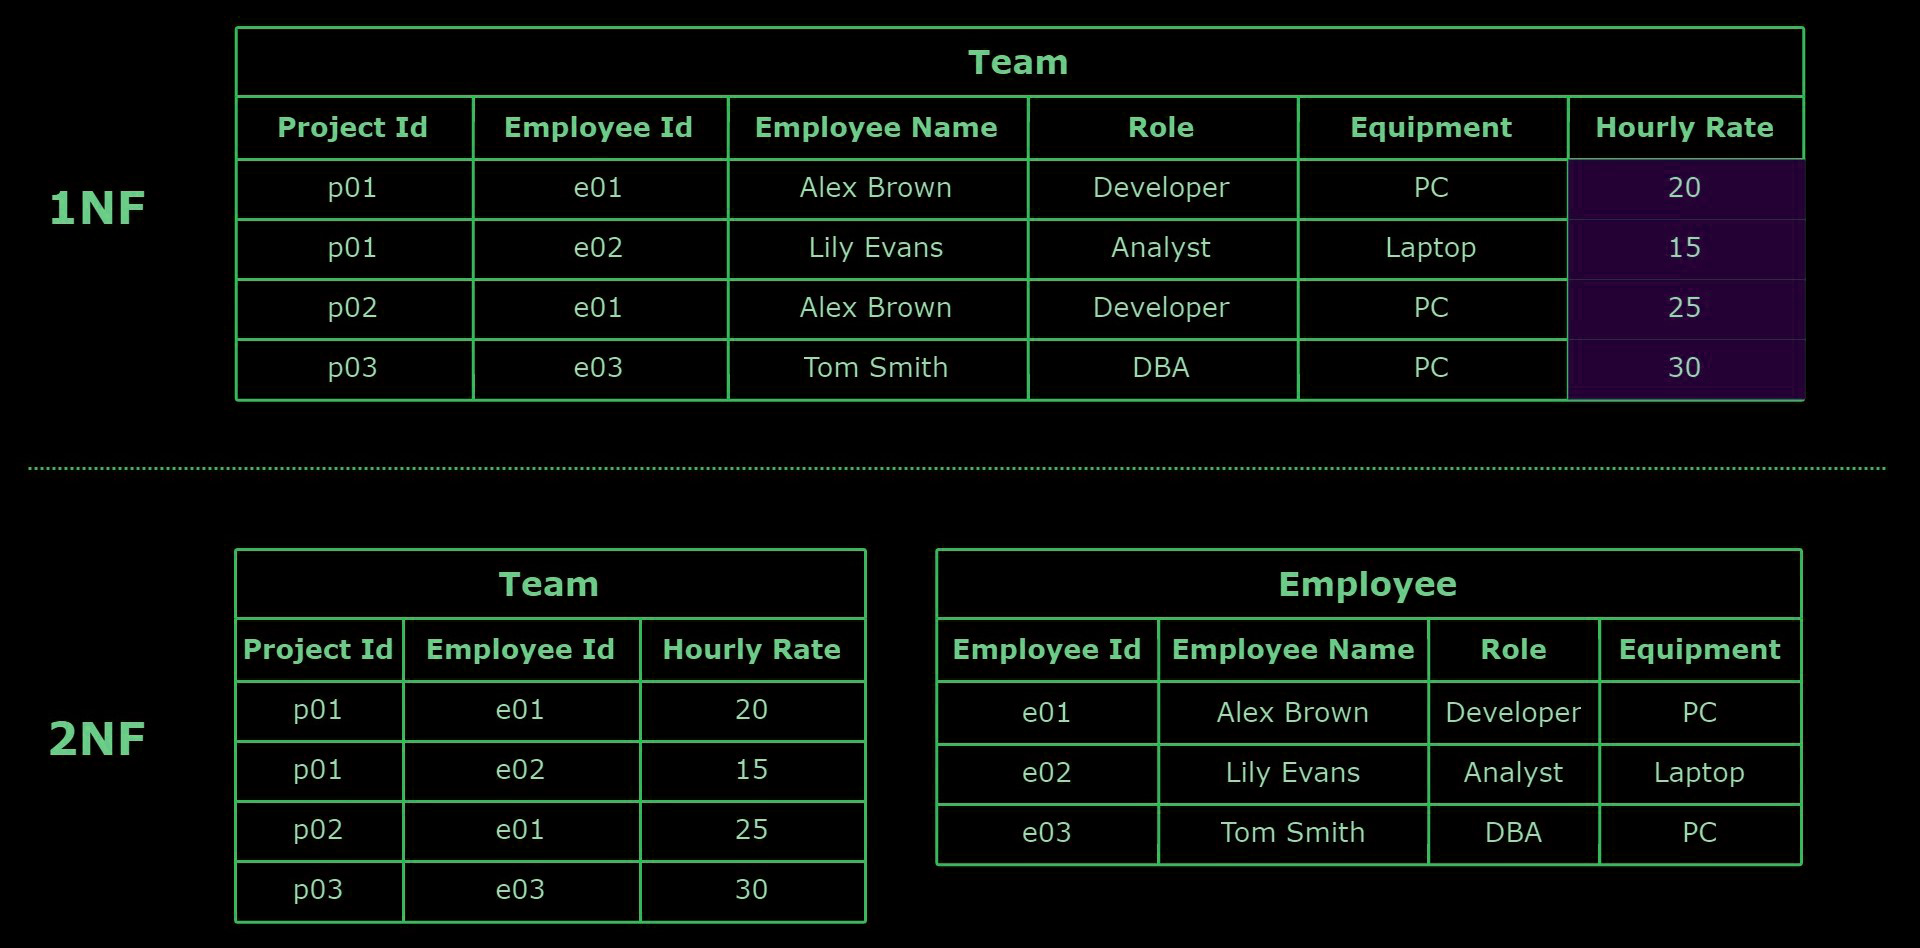 Team
Project Id Employee Id Employee Name Role Equipment Hourly Rate
p01 e01 Alex Brown Developer PC 20
1NF
p01 e02 Lily Evans Analyst Laptop 15
p02 e01 Alex Brown Developer PC 25
p03 e03 Tom Smith DBA PC 30
2NF
Team
Project Id Employee Id Hourly Rate
p01 e01 20
p01 e02 15
p02 e01 25
p03 e03 30
Employee
Employee Id Employee Name Role Equipment
e01 Alex Brown Developer PC
e02 Lily Evans Analyst Laptop
e03 Tom Smith DBA PC